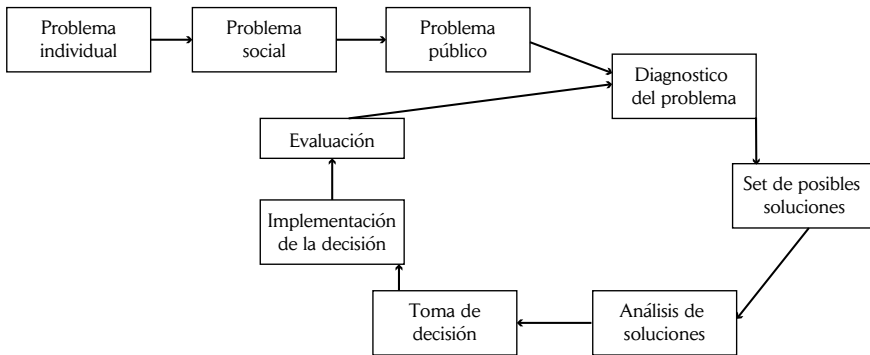 Problema
individual
Problema
social
Problema
público
Diagnostico
del problema
Evaluación
Set de posibles
soluciones
Implementación
de la decisión
Toma de
decisión
Análisis de
soluciones